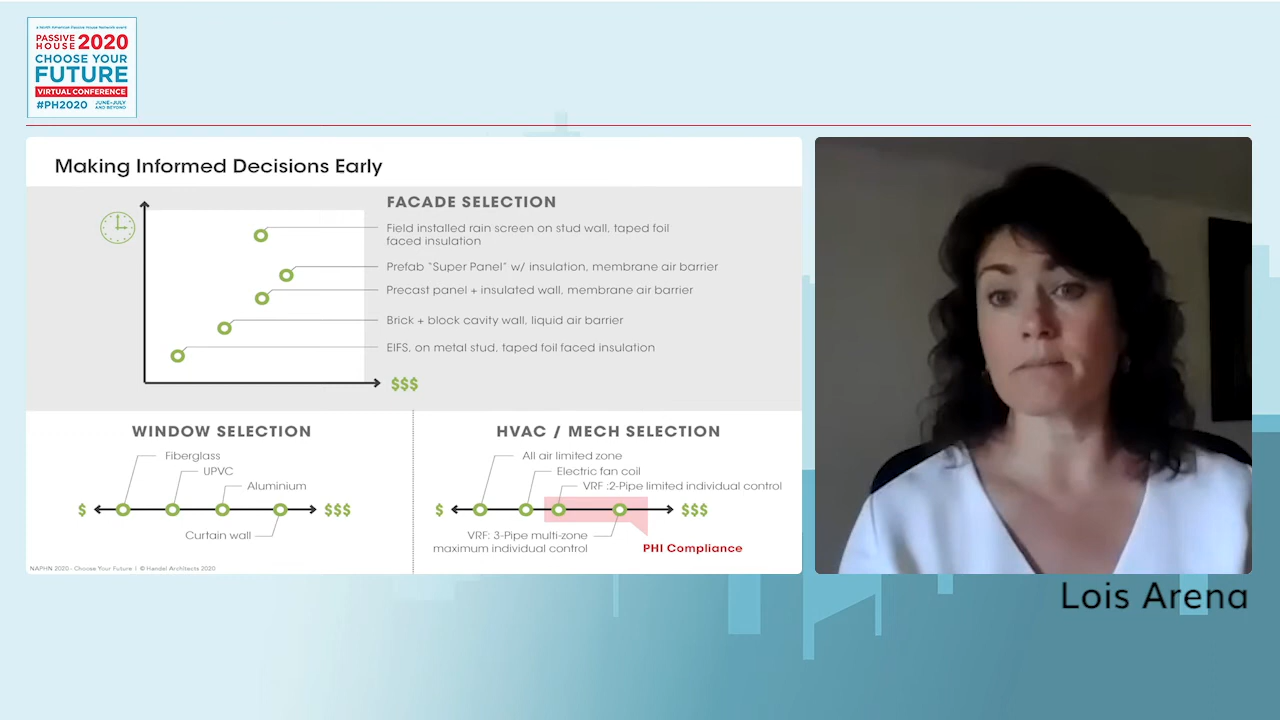 a North American Passive House Network event
PASSIVE HOUSE 2020
CHOOSE YOUR
FUTURE
VIRTUAL CONFERENCE
#PH2020 JUNE-JULY AND BEYOND
Making Informed Decisions Early
FACADE SELECTION
Field installed rain screen on stud wall, taped foil
faced insulation
Prefab "Super Panel" w/ insulation, membrane air barrier
Precast panel + insulated wall, membrane air barrier
Brick + block cavity wall, liquid air barrier
EIFS, on metal stud, taped foil faced insulation
$$$
WINDOW SELECTION
Fiberglass
UPVC
Aluminium
$ $$$
Curtain wall
HVAC / MECH SELECTION
All air limited zone
Electric fan coil
VRF :2-Pipe limited individual control
$ $$$
VRF: 3-Pipe multi-zone
maximum individual control
PHI Compliance
NAPHN 2020 - Choose Your Future | © Handel Architects 2020
Lois Arena